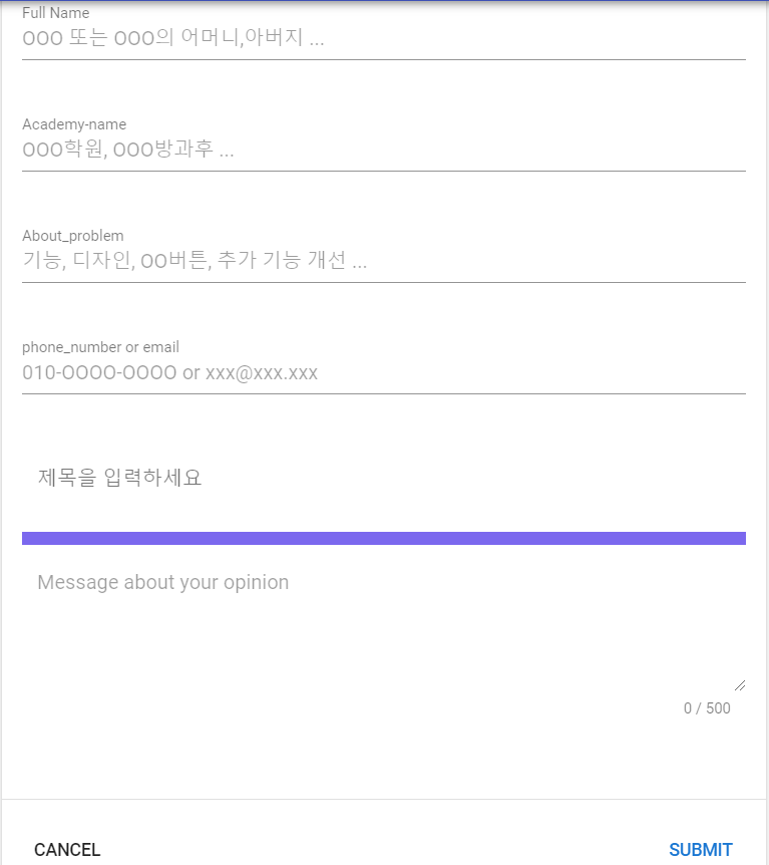 Full Name
OOO 또는 OOO의 어머니,아버지 ...
Academy-name
OOO학원, OOO방과후 ...
About_problem
기능, 디자인, OO버튼, 추가 기능 개선 ...
phone_number or email
010-OOOO-OOOO or xxx@xxx.xxx
제목을 입력하세요
Message about your opinion
0 / 500
CANCEL
SUBMIT